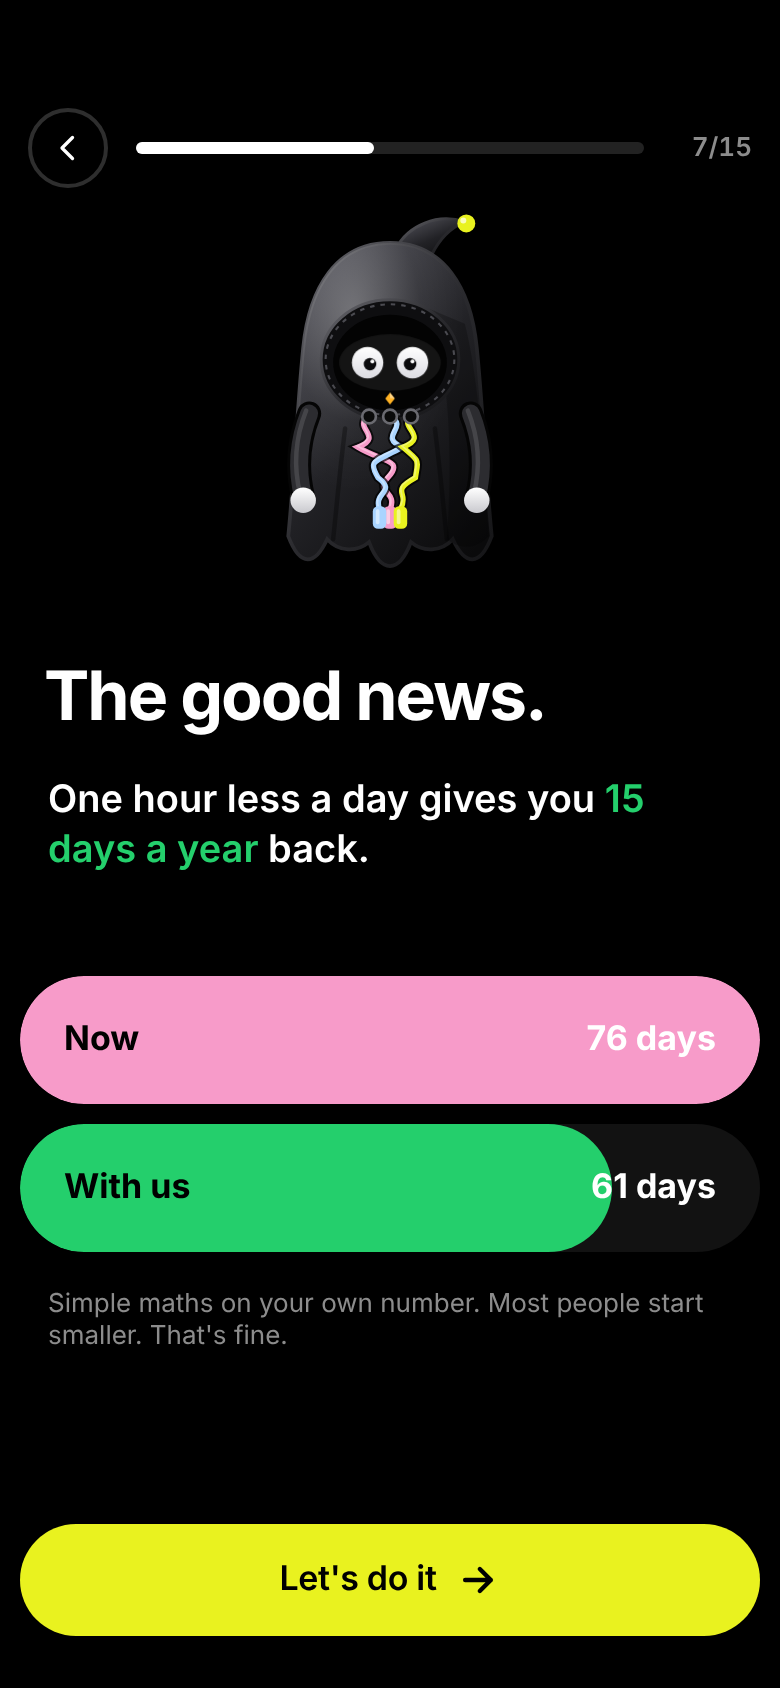 7/15
The good news.
One hour less a day gives you 15
days a year back.
Now 76 days
With us 61 days
Simple maths on your own number. Most people start
smaller. That's fine.
Let's do it →